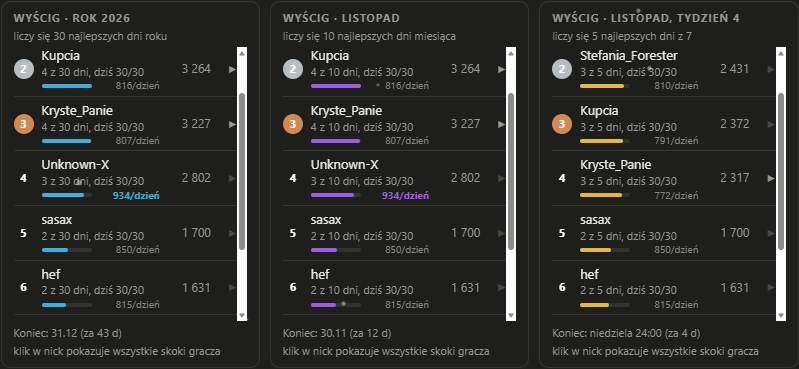 WYŚCIG · ROK 2026
liczy się 30 najlepszych dni roku
2 Kupcia 3 264
4 z 30 dni, dziś 30/30
816/dzień
3 Kryste_Panie 3 227
4 z 30 dni, dziś 30/30
807/dzień
4 Unknown-X 2 802
3 z 30 dni, dziś 30/30
934/dzień
5 sasax 1 700
2 z 30 dni, dziś 30/30
850/dzień
6 hef 1 631
2 z 30 dni, dziś 30/30
815/dzień
Koniec: 31.12 (za 43 d)
klik w nick pokazuje wszystkie skoki gracza
WYŚCIG · LISTOPAD
liczy się 10 najlepszych dni miesiąca
2 Kupcia 3 264
4 z 10 dni, dziś 30/30
816/dzień
3 Kryste_Panie 3 227
4 z 10 dni, dziś 30/30
807/dzień
4 Unknown-X 2 802
3 z 10 dni, dziś 30/30
934/dzień
5 sasax 1 700
2 z 10 dni, dziś 30/30
850/dzień
6 hef 1 631
2 z 10 dni, dziś 30/30
815/dzień
Koniec: 30.11 (za 12 d)
klik w nick pokazuje wszystkie skoki gracza
WYŚCIG · LISTOPAD, TYDZIEŃ 4
liczy się 5 najlepszych dni z 7
2 Stefania_Forester 2 431
3 z 5 dni, dziś 30/30
810/dzień
3 Kupcia 2 372
3 z 5 dni, dziś 30/30
791/dzień
4 Kryste_Panie 2 317
3 z 5 dni, dziś 30/30
772/dzień
5 sasax 1 700
2 z 5 dni, dziś 30/30
850/dzień
6 hef 1 631
2 z 5 dni, dziś 30/30
815/dzień
Koniec: niedziela 24:00 (za 4 d)
klik w nick pokazuje wszystkie skoki gracza